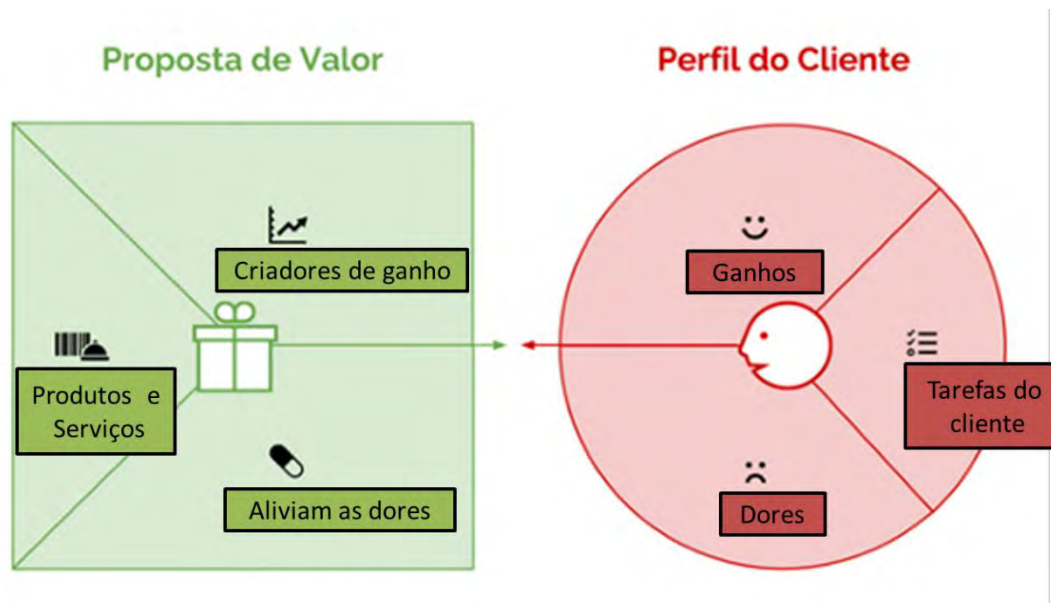 Proposta de Valor
Perfil do Cliente
Criadores de ganho
Ganhos
Produtos e
Serviços
Tarefas do
cliente
Aliviam as dores
Dores